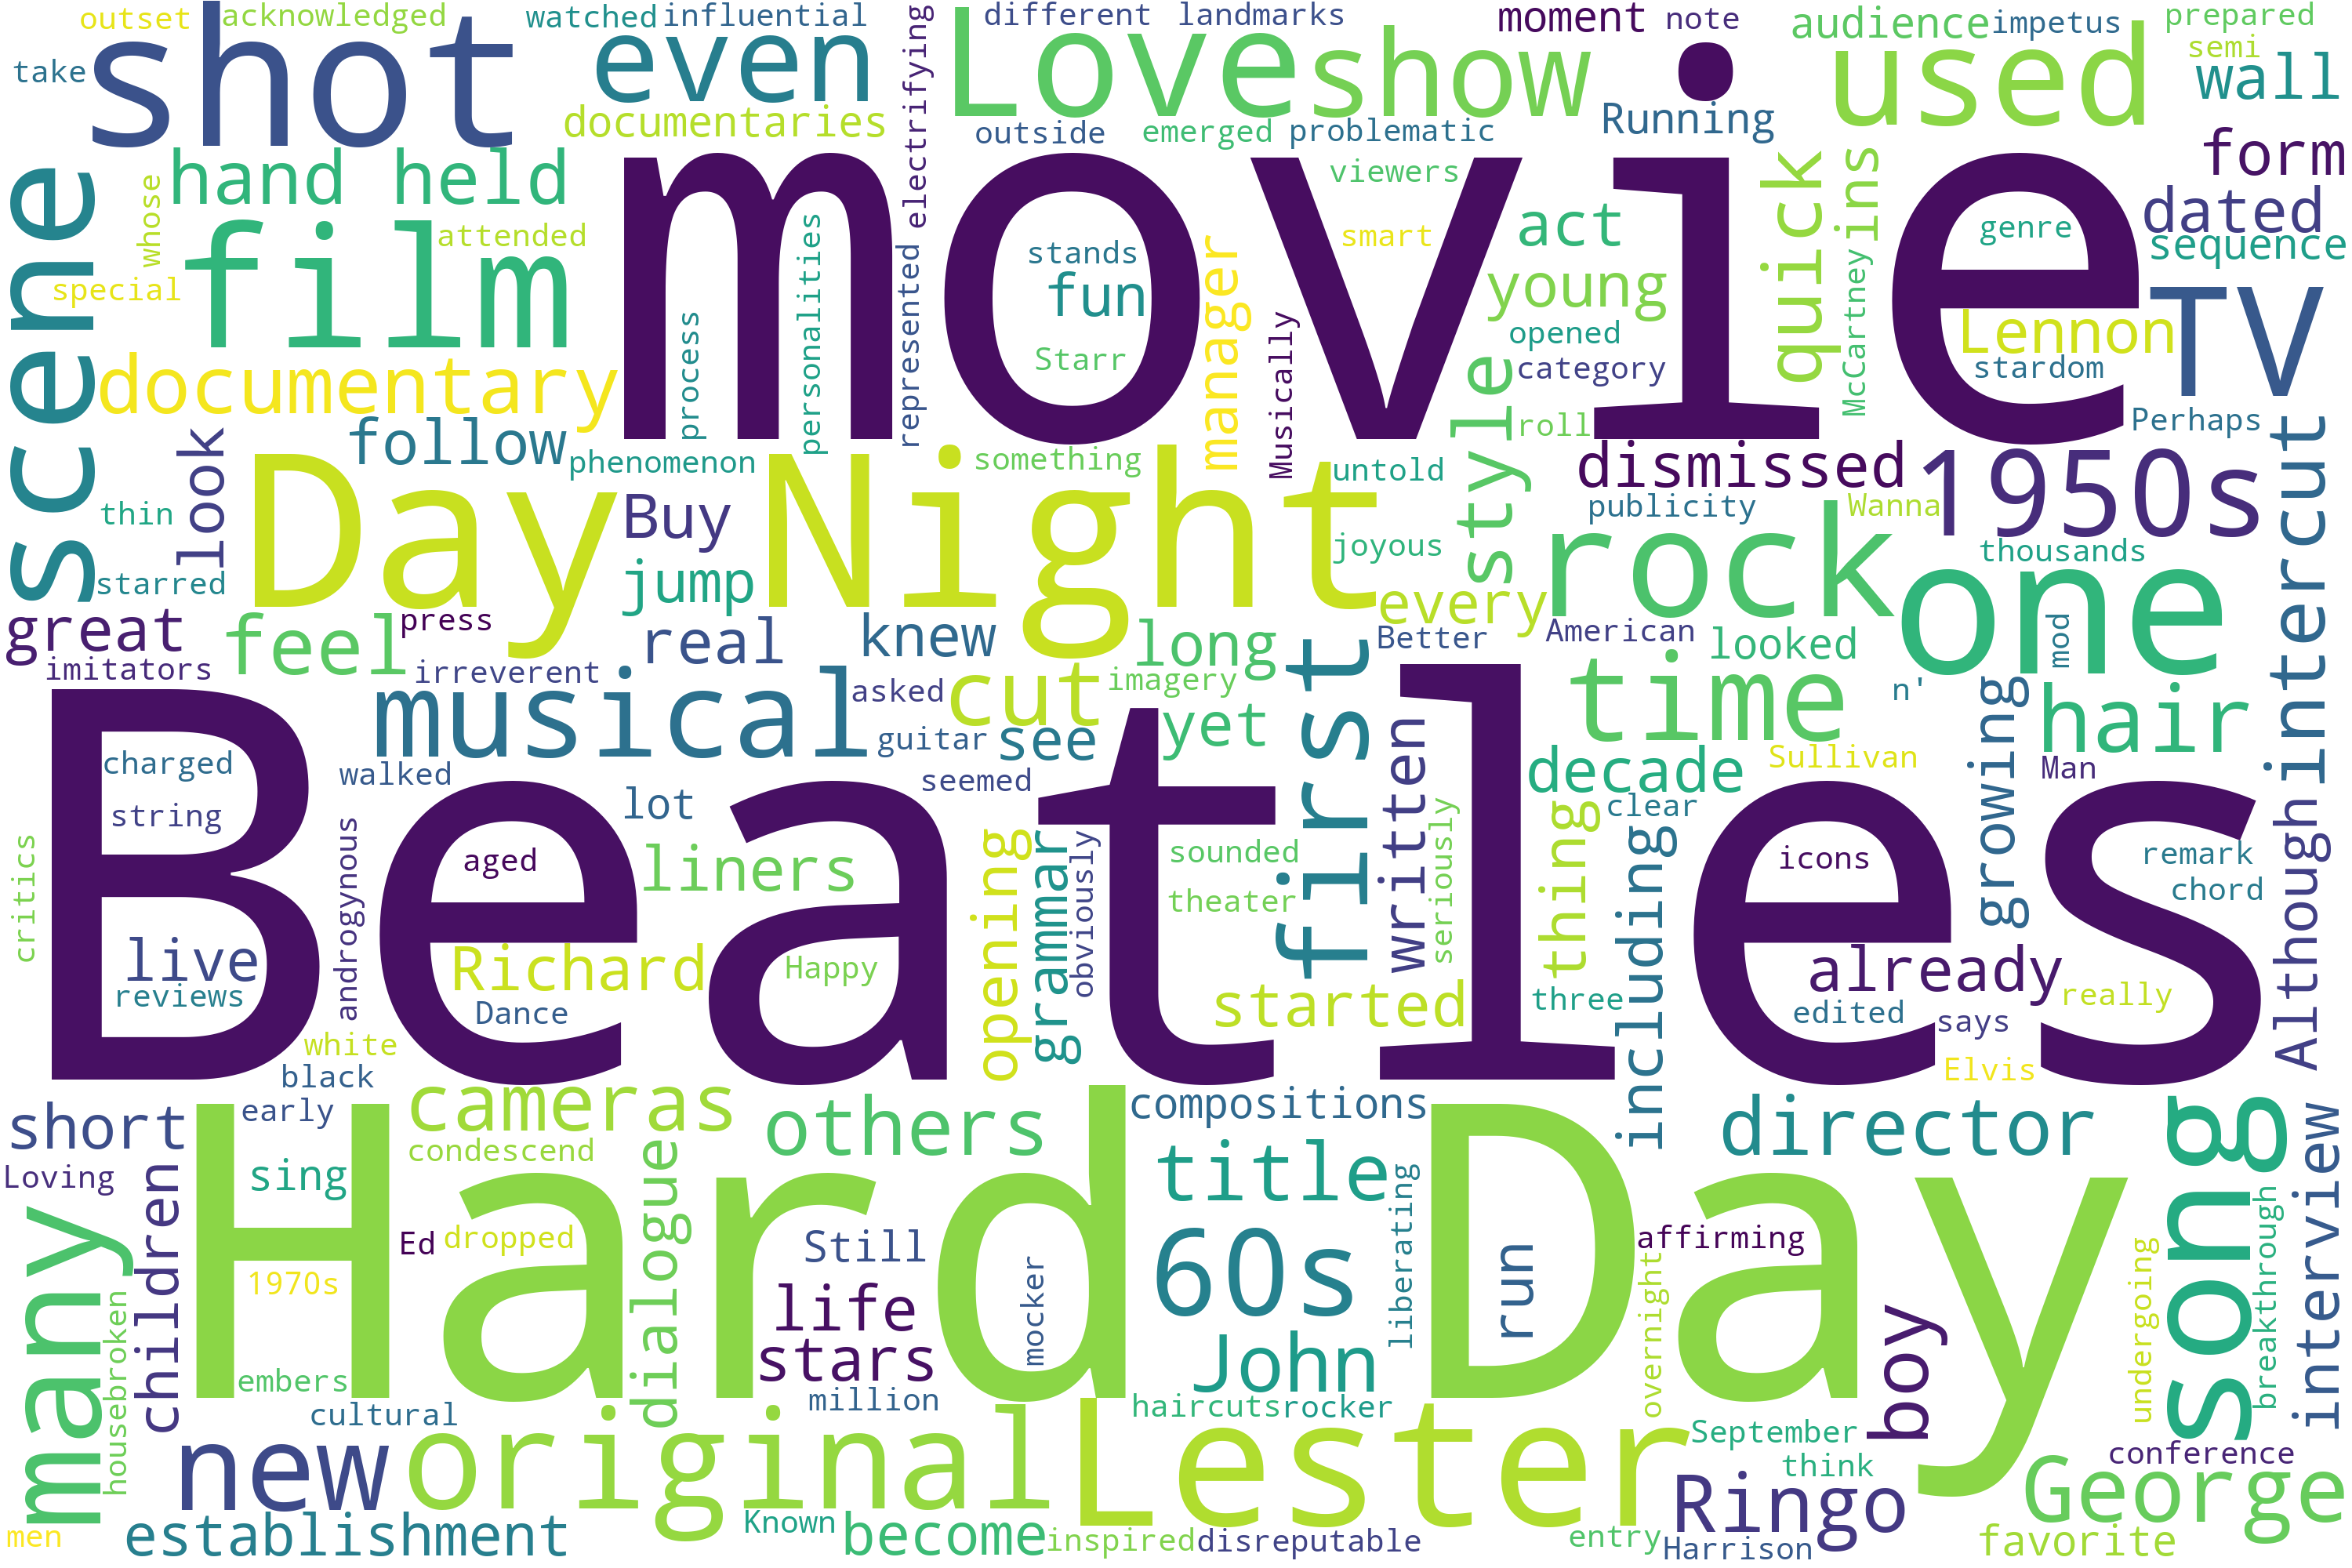 outset
acknowledged
watched
influential
different
landmarks
moment
note
audience
impetus
prepared
take
shot
even
electrifying
Love
show
used
semi
wall
documentaries
outside
emerged
problematic
Running
scene
whose
hand held
movie
viewers
quick
ins
form
film
attended
special
personalities
represented
stands
fun
manager
smart
act
young
McCartney
genre
dated
sequence
TV
documentary
process
Starr
Musically
style
opened
category
Lennon
stardom
look
follow
Day
Night
phenomenon
something
untold
roll
dismissed
1950s
Perhaps
intercut
thin
Buy
publicity
Wanna
starred
jump
joyous
rock
thousands
one
great
feel
press
real
knew
long
first
every
Better
American
looked
mod
imitators
irreverent
musical
asked
cut
imagery
time
n'
growing
hair
guitar
see
yet
written
charged
walked
seemed
decade
Sullivan
Man
string
lot
Beatles
clear
Although
critics
androgynous
aged
liners
opening
grammar
obviously
sounded
seriously
thing
including
icons
remark
theater
chord
live
Richard
Happy
already
reviews
Dance
started
three
edited
says
really
white
black
Elvis
short
early
cameras
others
compositions
director
song
condescend
Loving
children
sing
Hard
Day
title
liberating
interview
many
Ed
dropped
dialogue
Still
mocker
60s
run
affirming
overnight
boy
undergoing
breakthrough
housebroken
1970s
life
embers
stars
John
cultural
million
haircuts
rocker
September
new
original
Lester
think
conference
Ringo
George
men
establishment
Known
become
inspired
disreputable
entry
Harrison
favorite